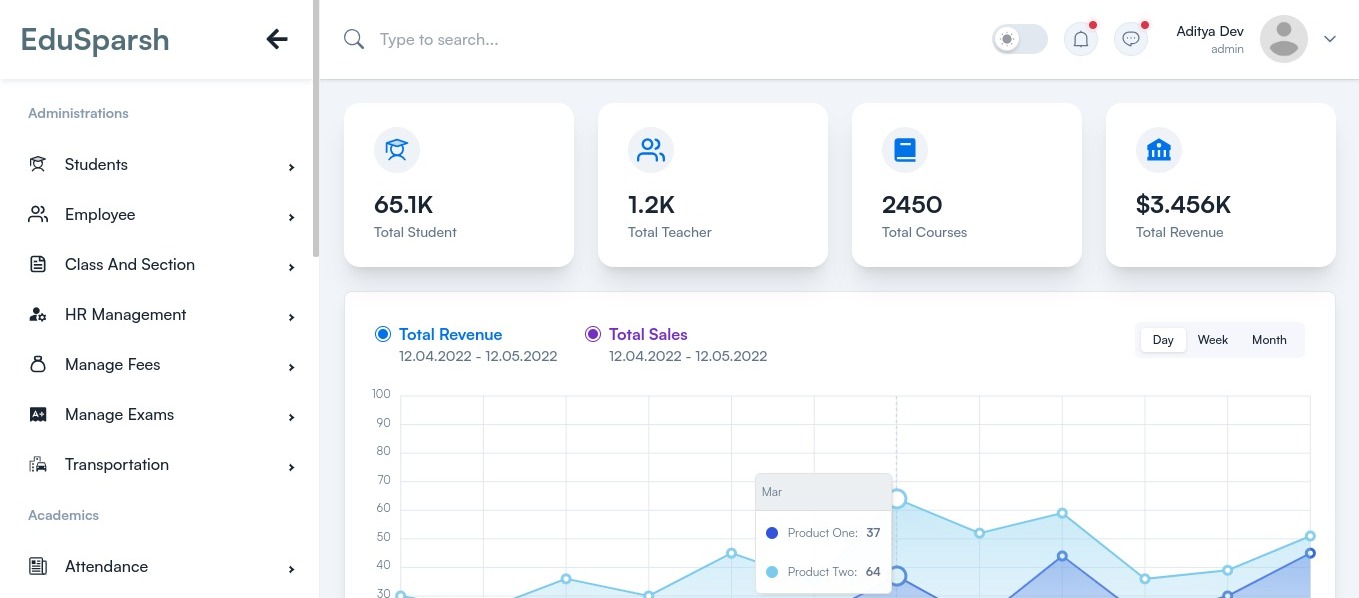 EduSparsh
Type to search...
Aditya Dev
admin
Administrations
Students
Employee
Class And Section
HR Management
Manage Fees
Manage Exams
A+
Transportation
Academics
Attendance
65.1K
Total Student
1.2K
Total Teacher
2450
Total Courses
$3.456K
Total Revenue
Total Revenue
12.04.2022 - 12.05.2022
Total Sales
12.04.2022 - 12.05.2022
Day Week Month
100
90
80
70
60
50
40
30
Mar
Product One: 37
Product Two: 64